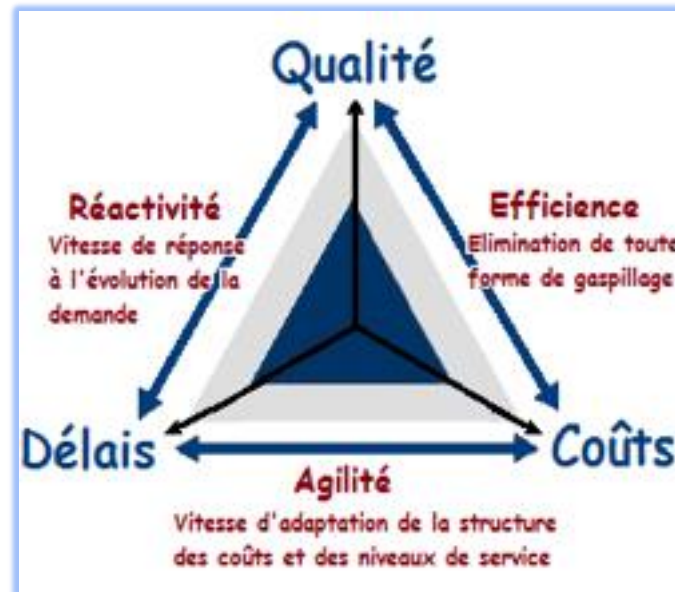 Qualité
Réactivité
Vitesse de réponse
à l'évolution de la
demande
Efficience
Elimination de toute
forme de gaspillage
Délais
Coûts
Agilité
Vitesse d'adaptation de la structure
des coûts et des niveaux de service